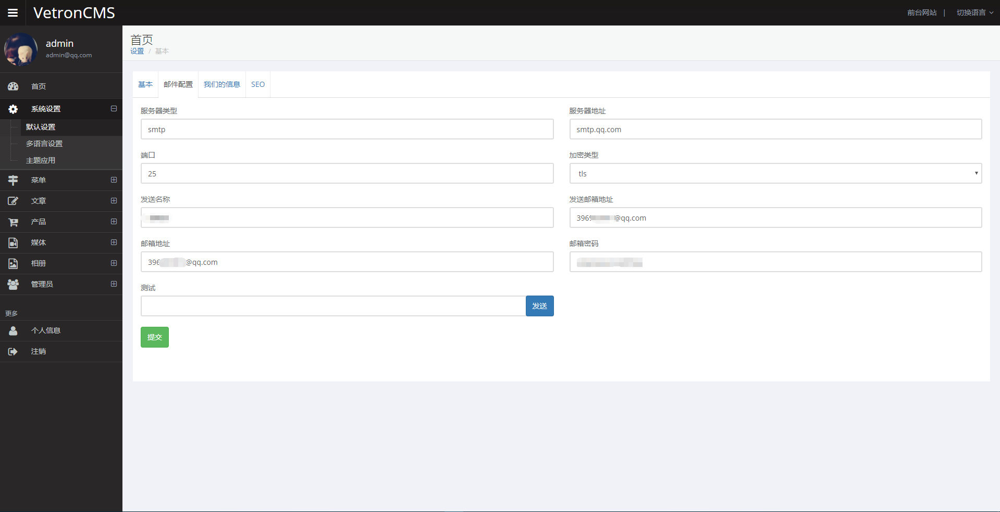 VetronCMS
前台网站 | 切换语言
admin
admin@qq.com
首页
系统设置
默认设置
多语言设置
主题应用
菜单
文章
产品
媒体
相册
管理员
更多
个人信息
注销
首页
设置 / 基本
基本 邮件配置 我们的信息 SEO
服务器类型 服务器地址
smtp smtp.qq.com
端口 加密类型
25 tls
发送名称 发送邮箱地址
3969 @qq.com
邮箱地址 邮箱密码
396 @qq.com
测试
发送
提交